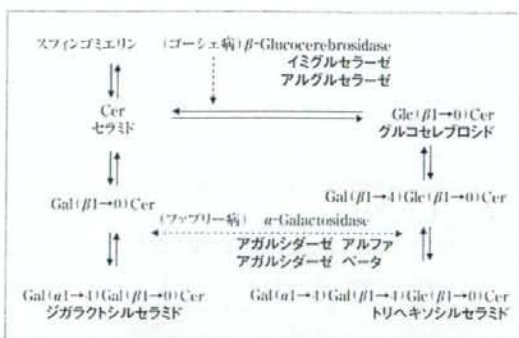 スフィンゴミエリン (ゴーシェ病) β-Glucocerebrosidase
イミグルセラーゼ
アルグルセラーゼ
Cer
セラミド
Glc(β1→0)Cer
グルコセレブロシド
Gal(β1→0)Cer
Gal(β1→4)Glc(β1→0)Cer
(ファブリー病) α-Galactosidase
アガルシダーゼ アルファ
アガルシダーゼ ベータ
Gal(α1→4)Gal(β1→0)Cer
ジガラクトシルセラミド
Gal(α1→4)Gal(β1→4)Glc(β1→0)Cer
トリヘキソシルセラミド